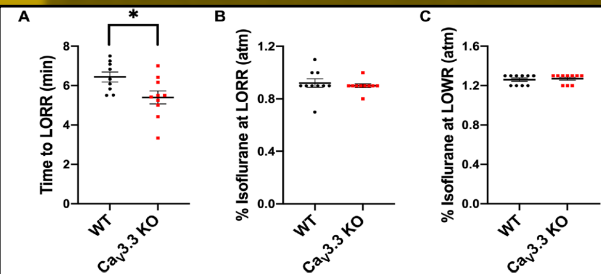 A
B
C
*
Time to LORR (min)
8
6
4
2
0
WT
Caᵥ3.3 KO
% Isoflurane at LORR (atm)
1.2
0.8
0.4
0.0
WT
Caᵥ3.3 KO
% Isoflurane at LOWR (atm)
1.6
1.2
0.8
0.4
0.0
WT
Caᵥ3.3 KO